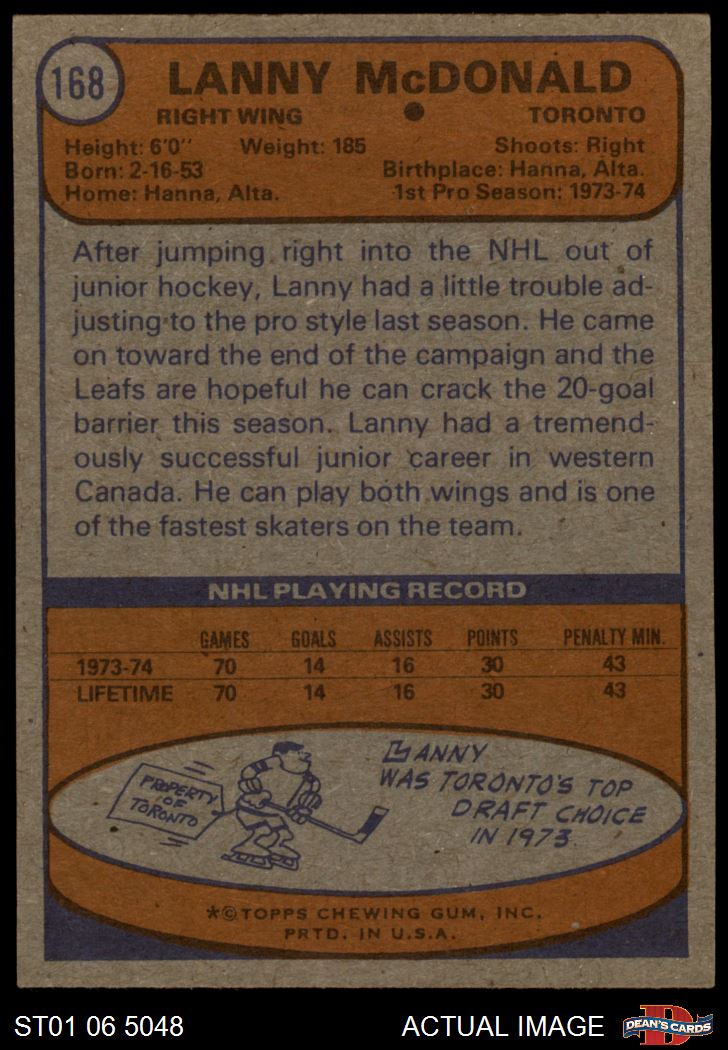 168 LANNY McDONALD
RIGHT WING ● TORONTO
Height: 6'0'' Weight: 185 Shoots: Right
Born: 2-16-53 Birthplace: Hanna, Alta.
Home: Hanna, Alta. 1st Pro Season: 1973-74
After jumping right into the NHL out of
junior hockey, Lanny had a little trouble ad-
justing to the pro style last season. He came
on toward the end of the campaign and the
Leafs are hopeful he can crack the 20-goal
barrier this season. Lanny had a tremend-
ously successful junior career in western
Canada. He can play both wings and is one
of the fastest skaters on the team.
NHL PLAYING RECORD
GAMES GOALS ASSISTS POINTS PENALTY MIN.
1973-74 70 14 16 30 43
LIFETIME 70 14 16 30 43
PROPERTY
OF
TORONTO
LANNY
WAS TORONTO'S TOP
DRAFT CHOICE
IN 1973.
*©TOPPS CHEWING GUM, INC.
PRTD. IN U.S.A.
ST01 06 5048 ACTUAL IMAGE
D
DEAN'S CARDS